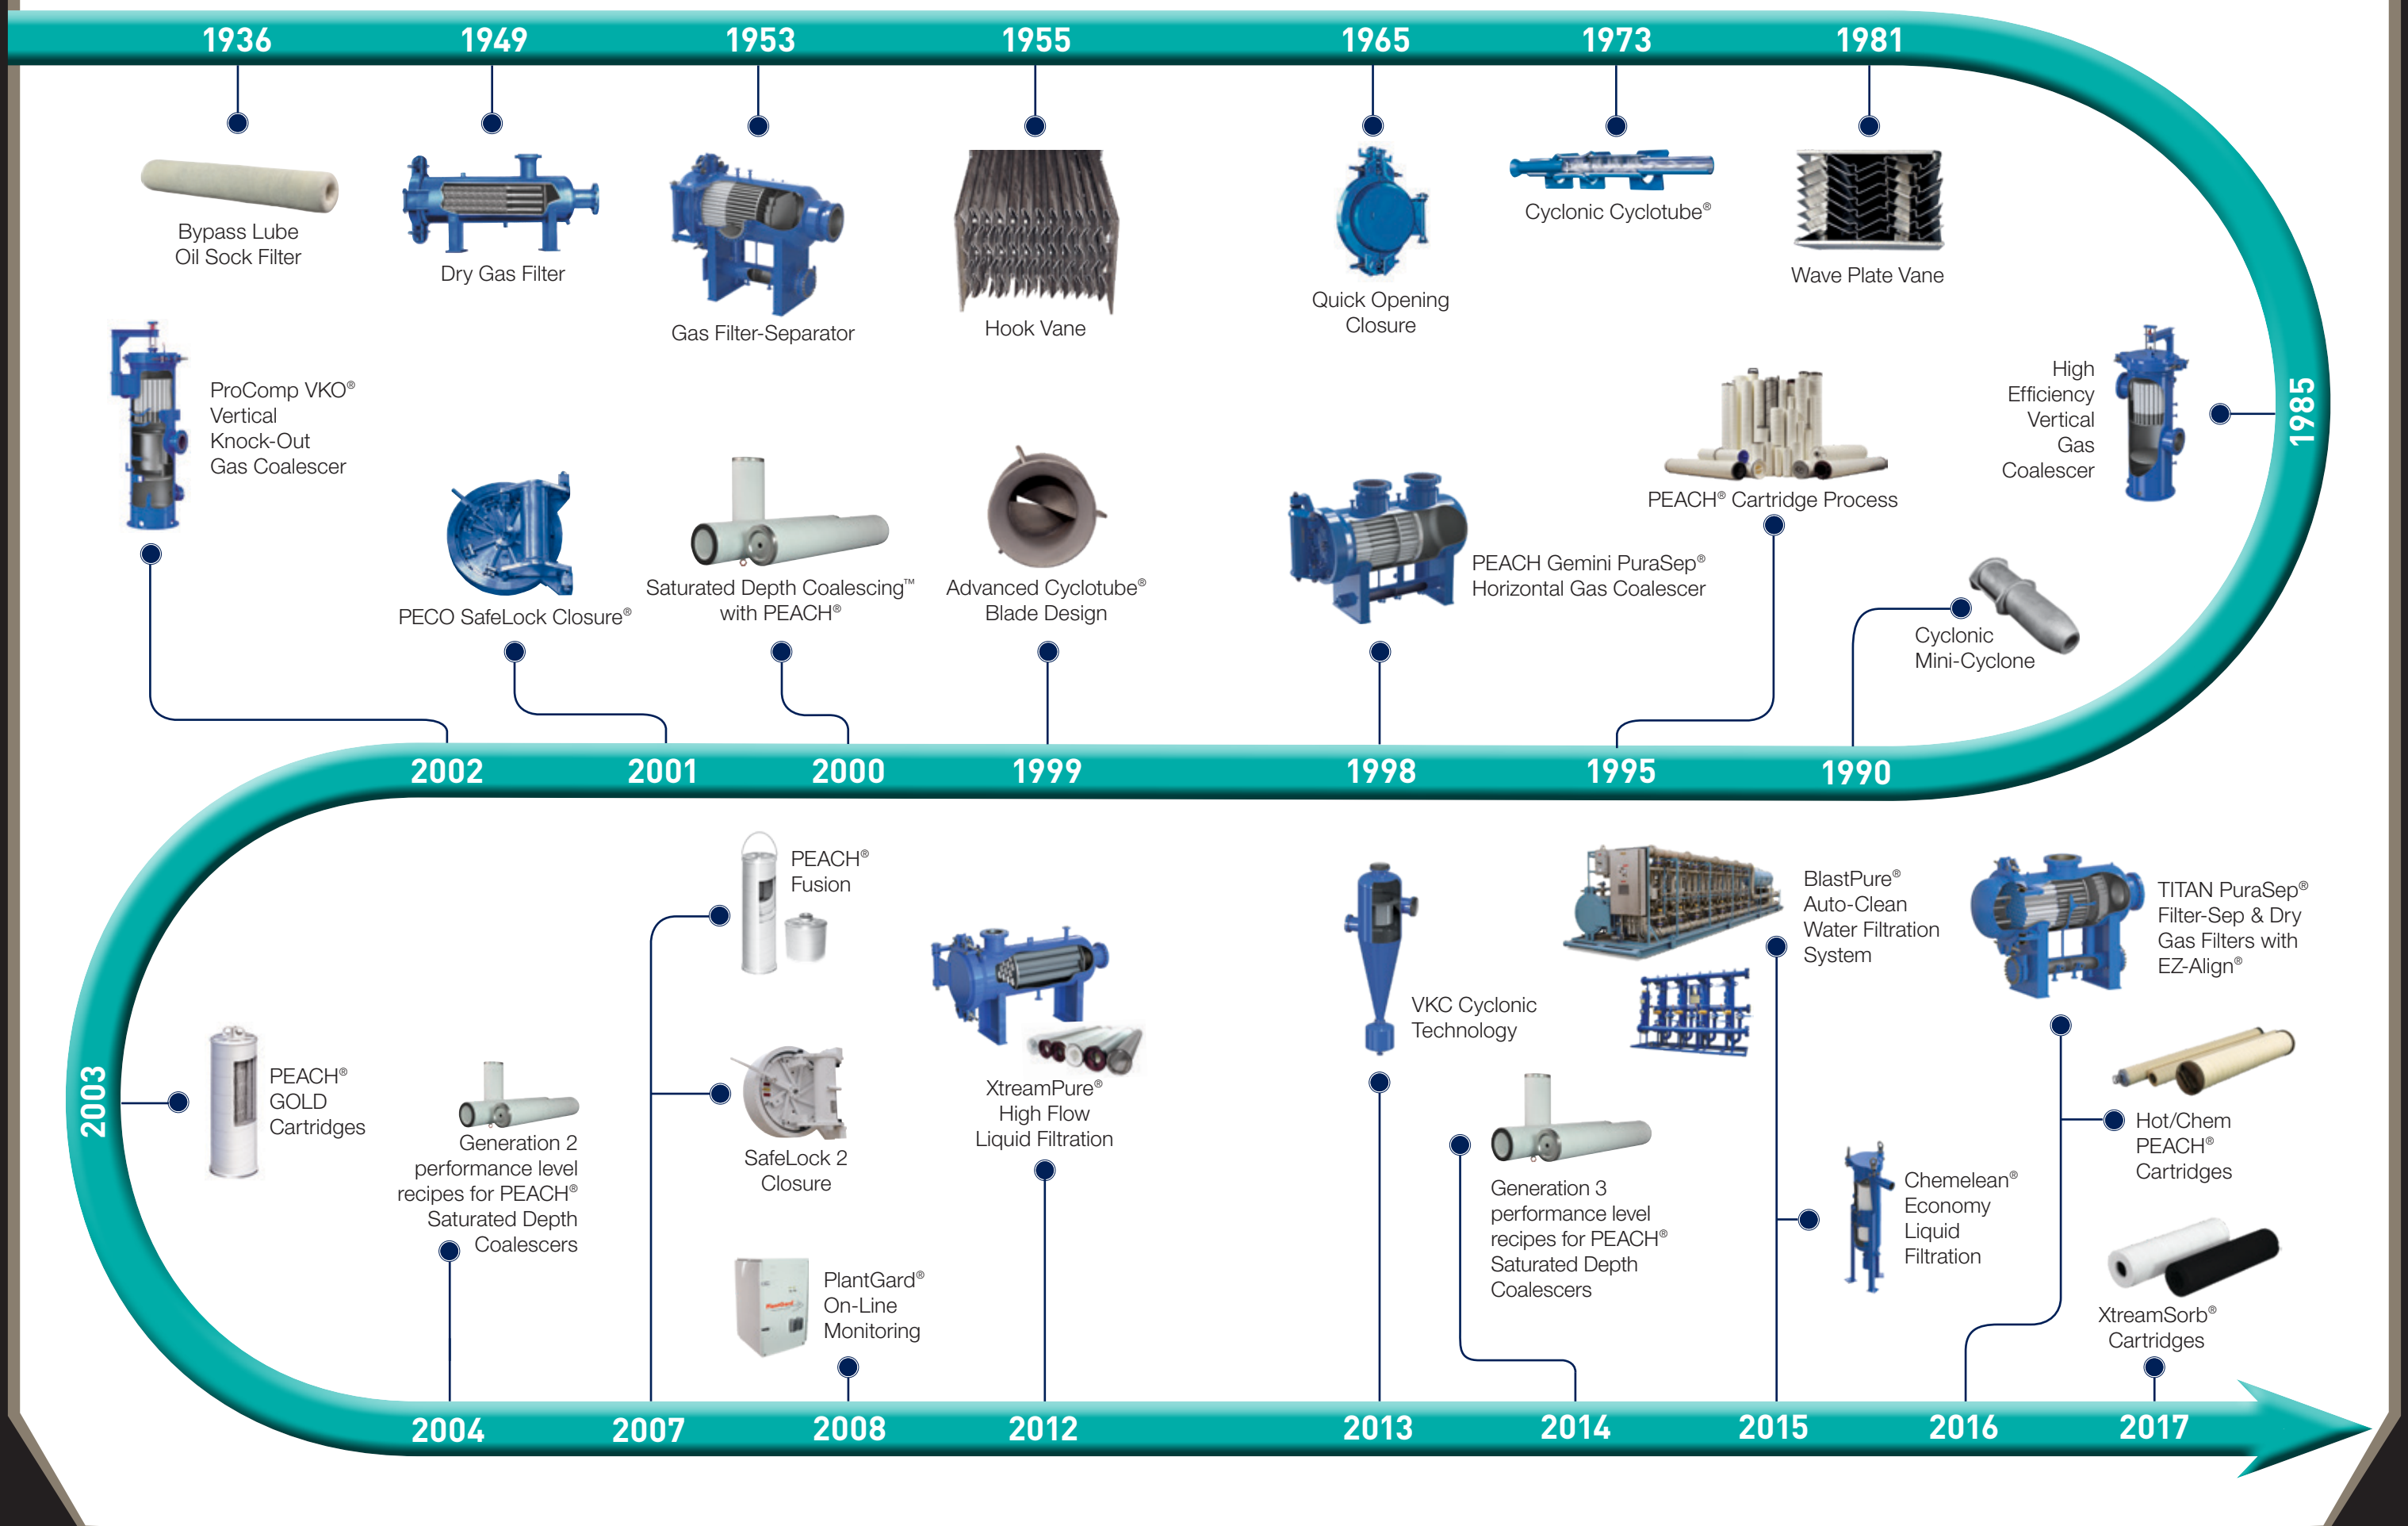 1936
1949
1953
1955
1965
1973
1981
Bypass Lube
Oil Sock Filter
Dry Gas Filter
Gas Filter-Separator
Hook Vane
Quick Opening
Closure
Cyclonic Cyclotube®
Wave Plate Vane
1985
High
Efficiency
Vertical
Gas
Coalescer
ProComp VKO®
Vertical
Knock-Out
Gas Coalescer
PECO SafeLock Closure®
Saturated Depth Coalescing™
with PEACH®
Advanced Cyclotube®
Blade Design
PEACH Gemini PuraSep®
Horizontal Gas Coalescer
PEACH® Cartridge Process
Cyclonic
Mini-Cyclone
2002
2001
2000
1999
1998
1995
1990
2003
PEACH®
GOLD
Cartridges
Generation 2
performance level
recipes for PEACH®
Saturated Depth
Coalescers
PEACH®
Fusion
SafeLock 2
Closure
PlantGard
PlantGard®
On-Line
Monitoring
XtreamPure®
High Flow
Liquid Filtration
VKC Cyclonic
Technology
Generation 3
performance level
recipes for PEACH®
Saturated Depth
Coalescers
BlastPure®
Auto-Clean
Water Filtration
System
Chemelean®
Economy
Liquid
Filtration
TITAN PuraSep®
Filter-Sep & Dry
Gas Filters with
EZ-Align®
Hot/Chem
PEACH®
Cartridges
XtreamSorb®
Cartridges
2004
2007
2008
2012
2013
2014
2015
2016
2017